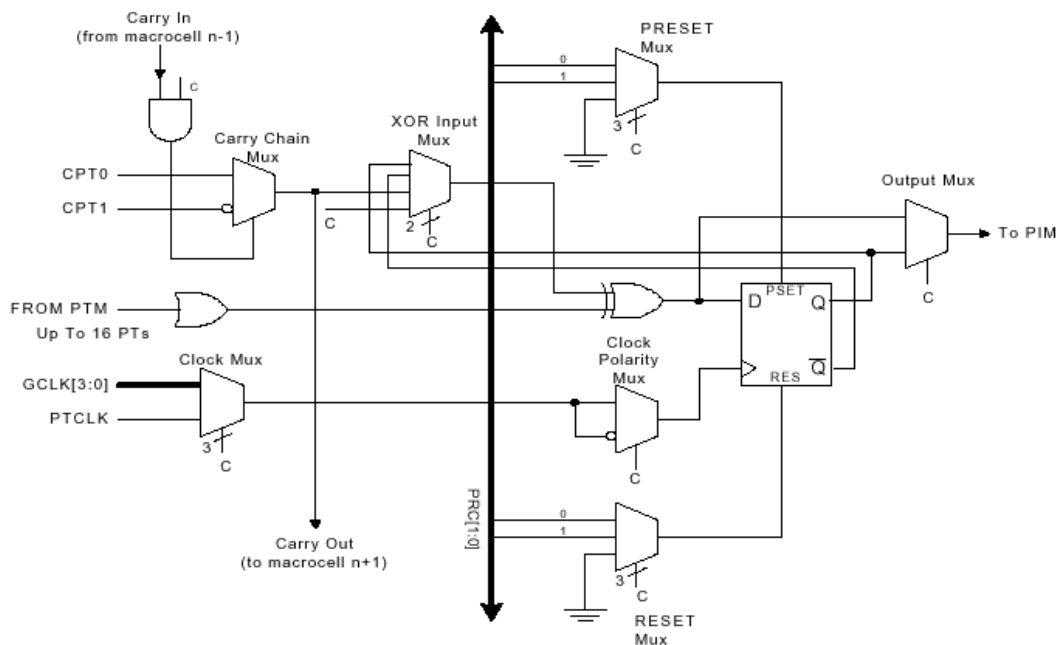 Carry In
(from macrocell n-1)
C
PRESET
Mux
0
1
3
C
Carry Chain
Mux
XOR Input
Mux
CPT0
CPT1
C
2
C
Output Mux
To PIM
C
FROM PTM
Up To 16 PTs
D
PSET
Q
Q
RES
Clock Mux
GCLK[3:0]
PTCLK
3
C
Clock
Polarity
Mux
C
PRC[1:0]
0
1
3
C
RESET
Mux
Carry Out
(to macrocell n+1)